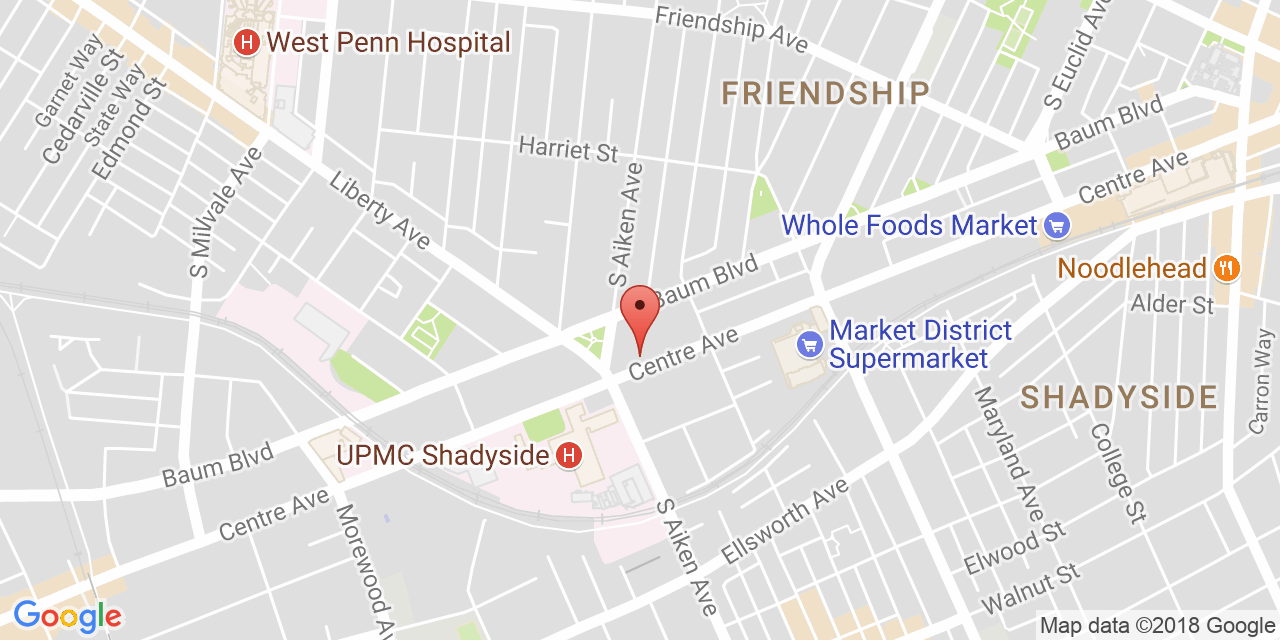 Friendship Ave
S Euclid Ave
Garnet Way
Cedarville St
State Way
Edmond St
H West Penn Hospital
FRIENDSHIP
Baum Blvd
Harriet St
Centre Ave
S Millvale Ave
Liberty Ave
S Aiken Ave
Whole Foods Market
Noodlehead
Baum Blvd
Alder St
Centre Ave
Market District
Supermarket
SHADYSIDE
Carron Way
Maryland Ave
College St
UPMC Shadyside H
Baum Blvd
Centre Ave
Morewood Av
S Aiken Ave
Ellsworth Ave
Elwood St
Walnut St
Google
Map data ©2018 Google